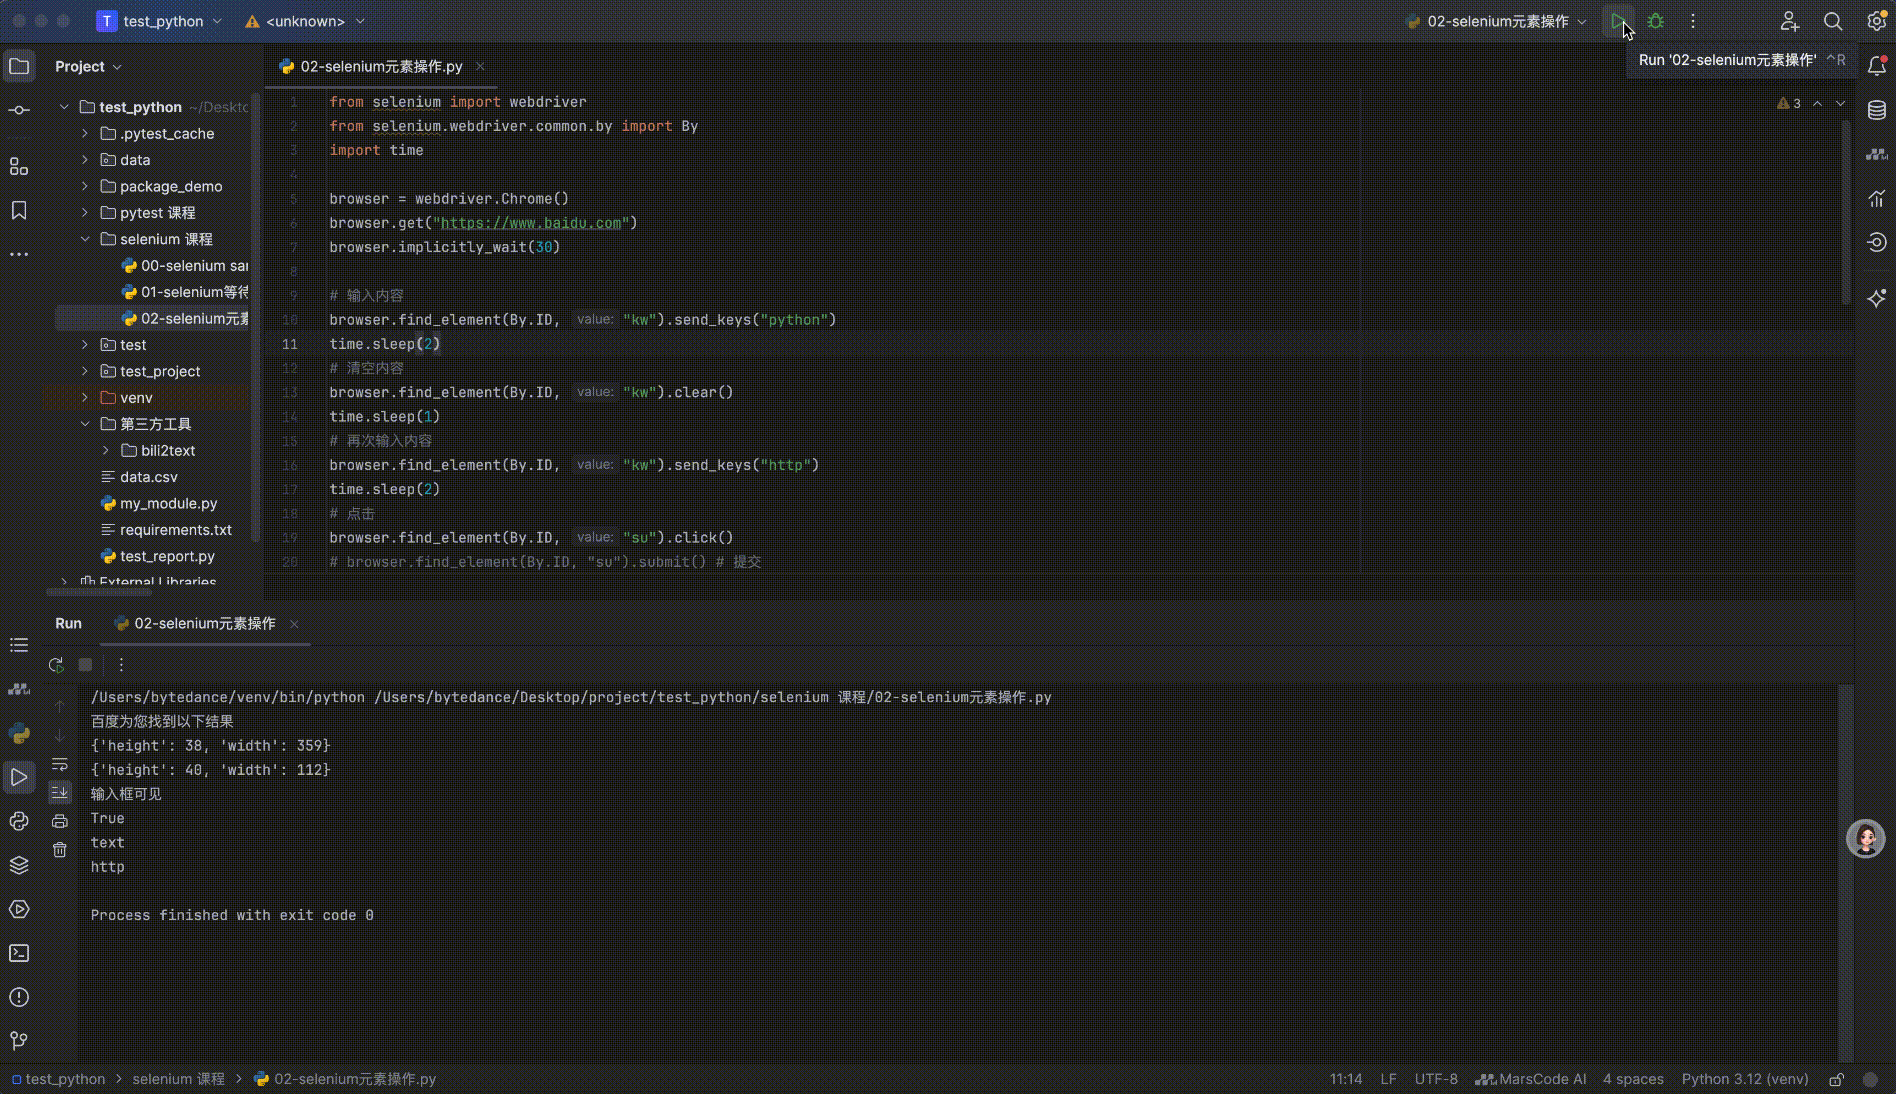 T test_python <unknown> 02-selenium元素操作
Run '02-selenium元素操作' ^R
Project
02-selenium元素操作.py
test_python ~/Deskto
.pytest_cache
data
package_demo
pytest 课程
selenium 课程
00-selenium sa
01-selenium等待
02-selenium元素
test
test_project
venv
第三方工具
bili2text
data.csv
my_module.py
requirements.txt
test_report.py
External Libraries
3
1 from selenium import webdriver
2 from selenium.webdriver.common.by import By
3 import time
4
5 browser = webdriver.Chrome()
6 browser.get("https://www.baidu.com")
7 browser.implicitly_wait(30)
8
9 # 输入内容
10 browser.find_element(By.ID, value: "kw").send_keys("python")
11 time.sleep(2)
12 # 清空内容
13 browser.find_element(By.ID, value: "kw").clear()
14 time.sleep(1)
15 # 再次输入内容
16 browser.find_element(By.ID, value: "kw").send_keys("http")
17 time.sleep(2)
18 # 点击
19 browser.find_element(By.ID, value: "su").click()
20 # browser.find_element(By.ID, "su").submit() # 提交
Run 02-selenium元素操作
/Users/bytedance/venv/bin/python /Users/bytedance/Desktop/project/test_python/selenium 课程/02-selenium元素操作.py
百度为您找到以下结果
{'height': 38, 'width': 359}
{'height': 40, 'width': 112}
输入框可见
True
text
http
Process finished with exit code 0
test_python > selenium 课程 > 02-selenium元素操作.py 11:14 LF UTF-8 MarsCode AI 4 spaces Python 3.12 (venv)